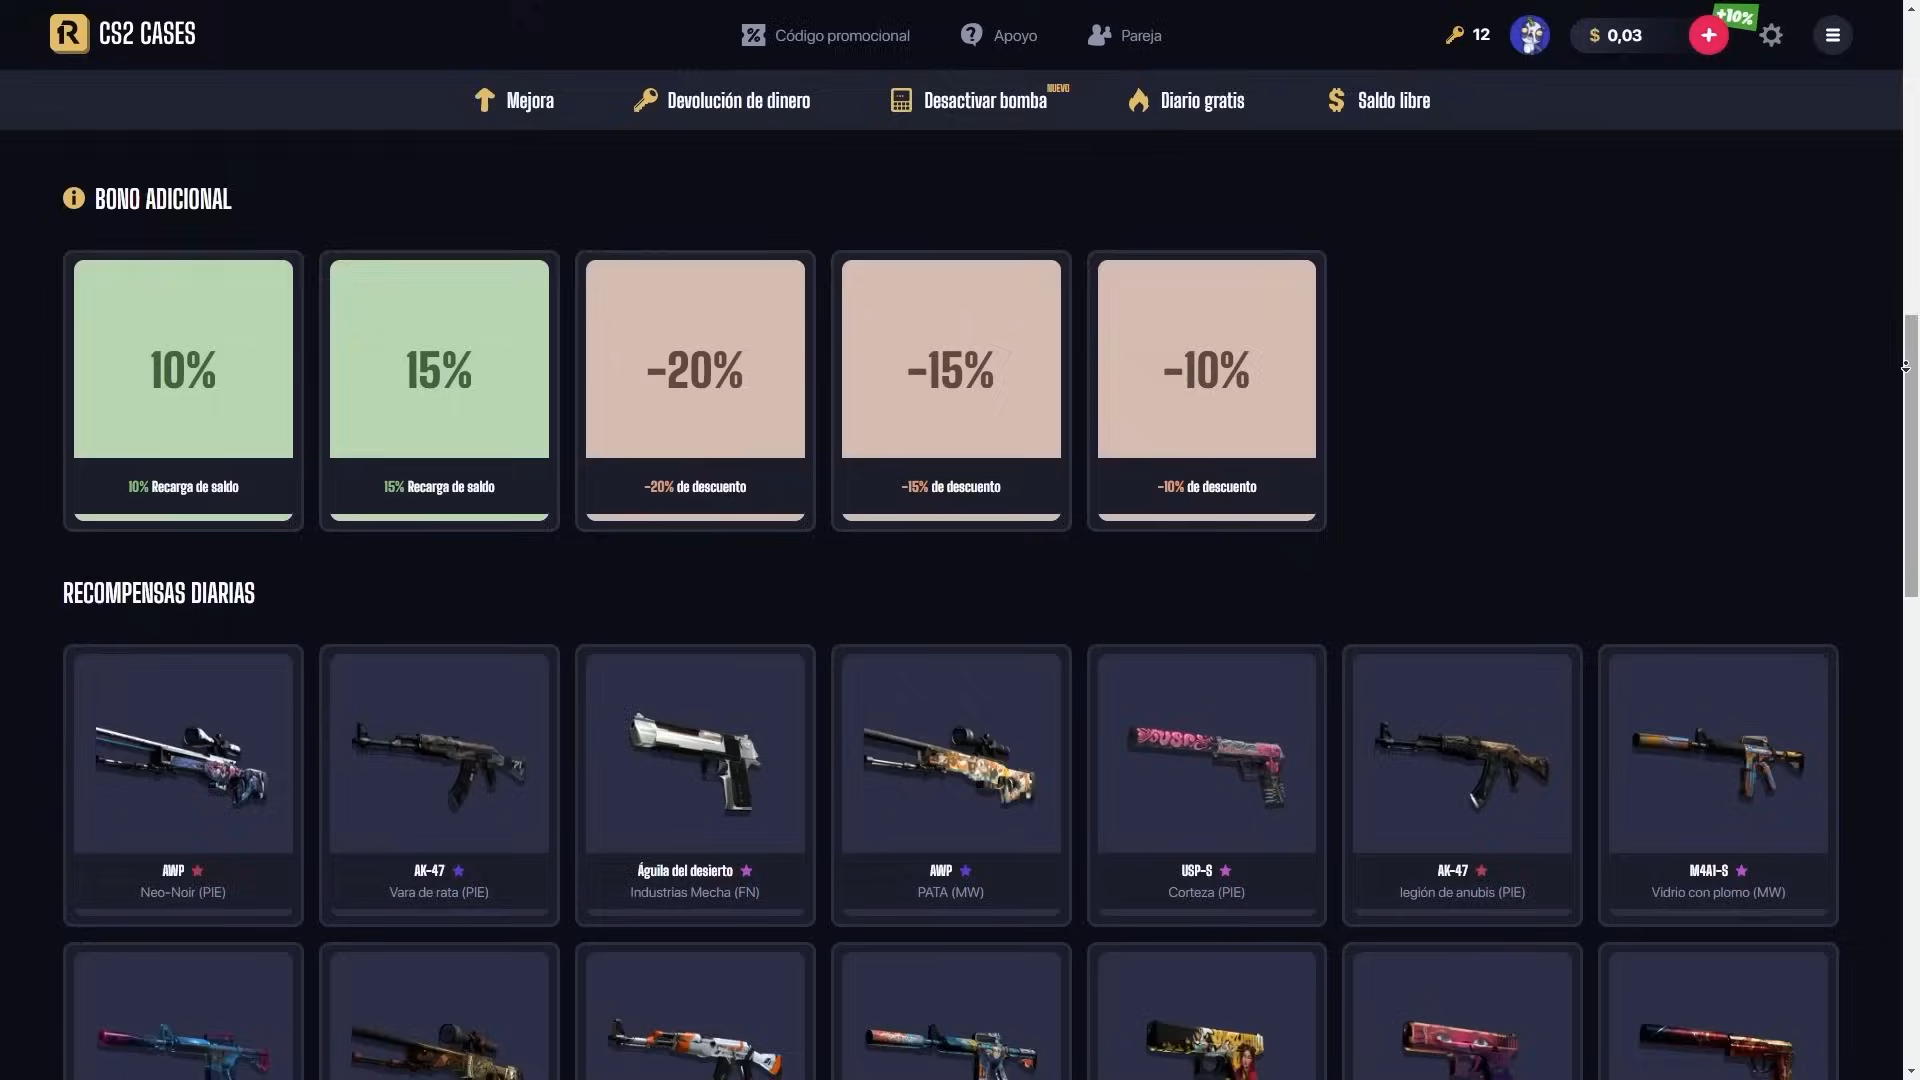 R CS2 CASES
Código promocional
Apoyo
Pareja
12
$ 0,03
+
+10%
Mejora
Devolución de dinero
Desactivar bomba NUEVO
Diario gratis
$ Saldo libre
BONO ADICIONAL
10%
15%
-20%
-15%
-10%
10% Recarga de saldo
15% Recarga de saldo
-20% de descuento
-15% de descuento
-10% de descuento
RECOMPENSAS DIARIAS
AWP
Neo-Noir (PIE)
AK-47
Vara de rata (PIE)
Águila del desierto
Industrias Mecha (FN)
AWP
PATA (MW)
USP-S
Corteza (PIE)
AK-47
legión de anubis (PIE)
M4A1-S
Vidrio con plomo (MW)